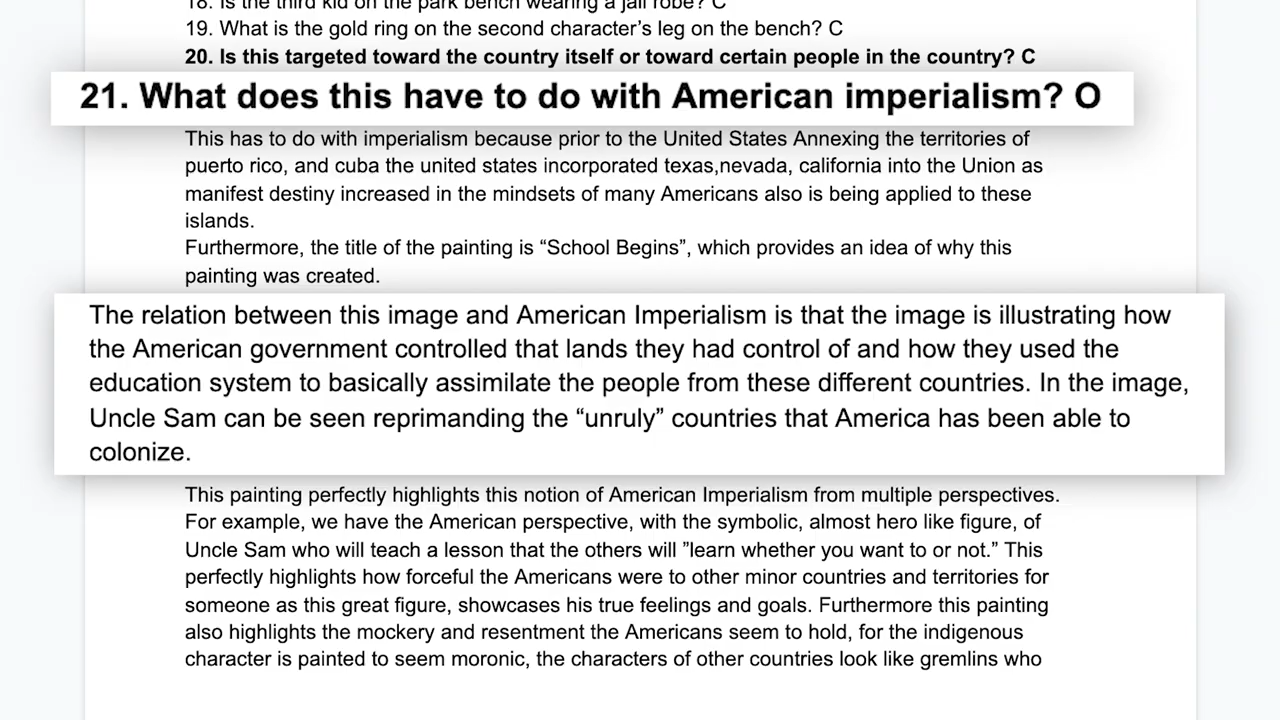 18. Is the third kid on the park bench wearing a jail robe? C
19. What is the gold ring on the second character’s leg on the bench? C
20. Is this targeted toward the country itself or toward certain people in the country? C
21. What does this have to do with American imperialism? O
This has to do with imperialism because prior to the United States Annexing the territories of
puerto rico, and cuba the united states incorporated texas,nevada, california into the Union as
manifest destiny increased in the mindsets of many Americans also is being applied to these
islands.
Furthermore, the title of the painting is “School Begins”, which provides an idea of why this
painting was created.
The relation between this image and American Imperialism is that the image is illustrating how
the American government controlled that lands they had control of and how they used the
education system to basically assimilate the people from these different countries. In the image,
Uncle Sam can be seen reprimanding the “unruly” countries that America has been able to
colonize.
This painting perfectly highlights this notion of American Imperialism from multiple perspectives.
For example, we have the American perspective, with the symbolic, almost hero like figure, of
Uncle Sam who will teach a lesson that the others will ”learn whether you want to or not.” This
perfectly highlights how forceful the Americans were to other minor countries and territories for
someone as this great figure, showcases his true feelings and goals. Furthermore this painting
also highlights the mockery and resentment the Americans seem to hold, for the indigenous
character is painted to seem moronic, the characters of other countries look like gremlins who